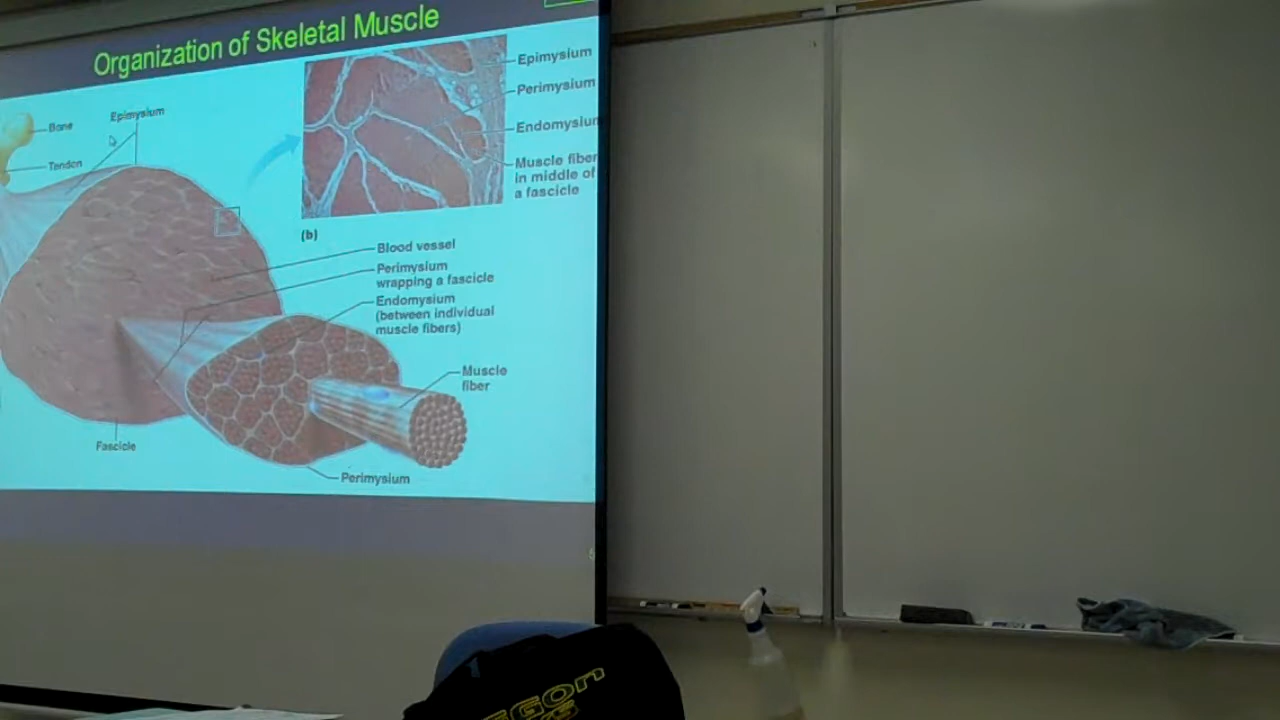 Organization of Skeletal Muscle
Epimysium
Bone
Tendon
Epimysium
Perimysium
Endomysium
Muscle fiber
in middle of
a fascicle
(b)
Blood vessel
Perimysium
wrapping a fascicle
Endomysium
(between individual
muscle fibers)
Muscle
fiber
Fascicle
Perimysium